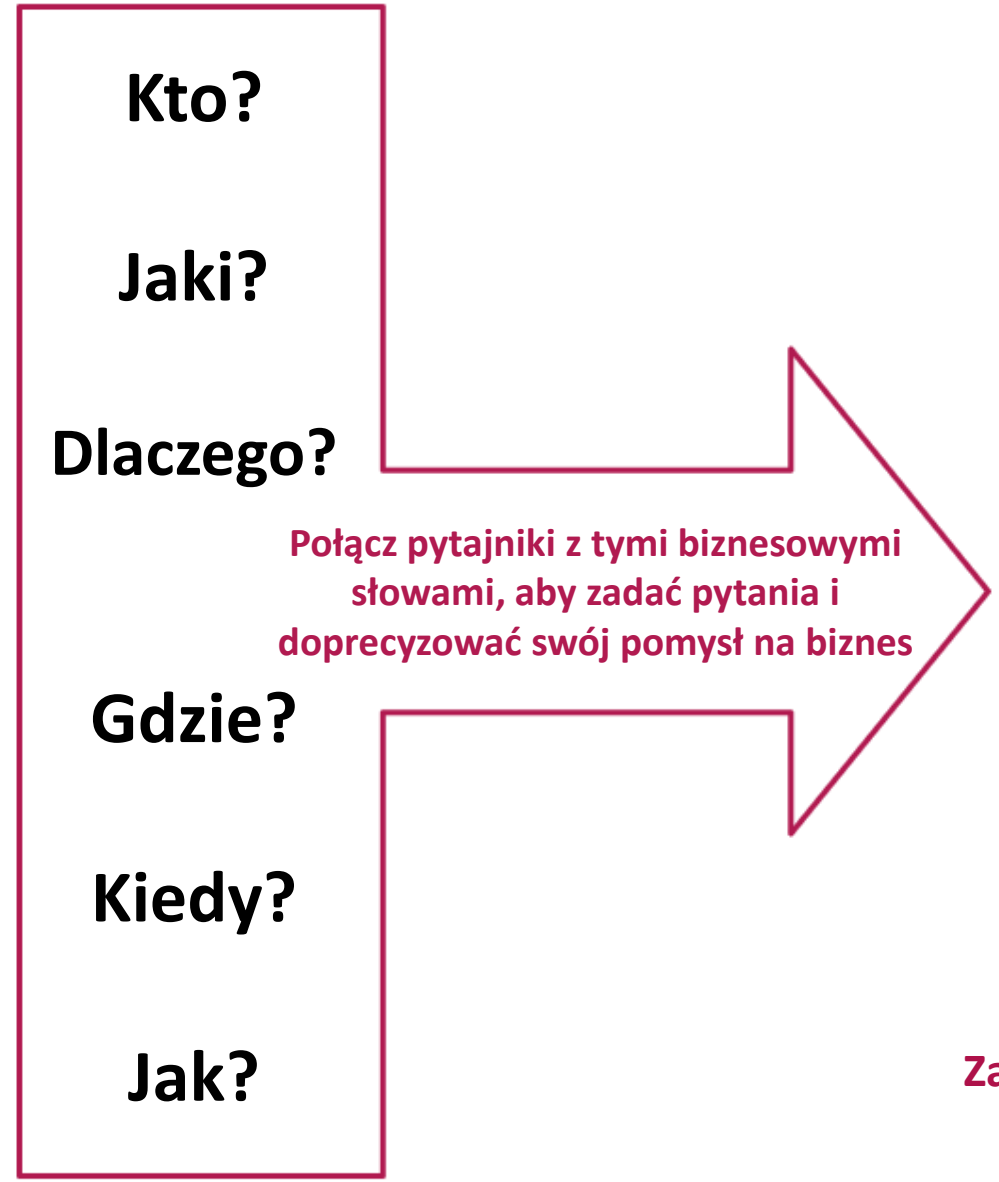 Kto?
Jaki?
Dlaczego?
Połącz pytajniki z tymi biznesowymi
słowami, aby zadać pytania i
doprecyzować swój pomysł na biznes
Gdzie?
Kiedy?
Jak?
Za